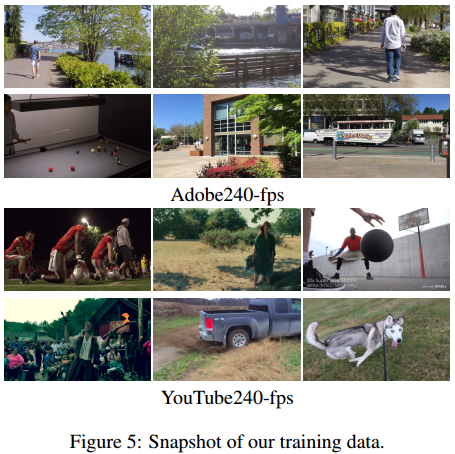 Adobe240-fps
YouTube240-fps
Figure 5: Snapshot of our training data.